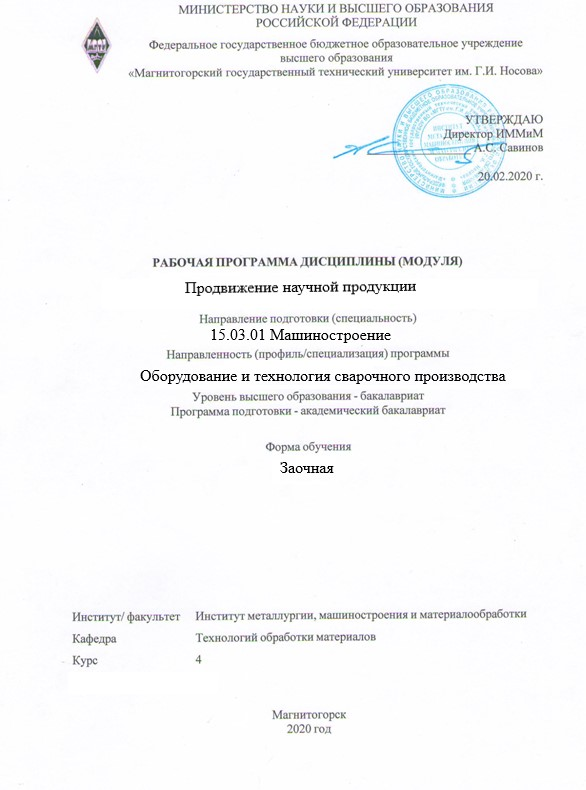 МИНИСТЕРСТВО НАУКИ И ВЫСШЕГО ОБРАЗОВАНИЯ
РОССИЙСКОЙ ФЕДЕРАЦИИ
Федеральное государственное бюджетное образовательное учреждение
высшего образования
«Магнитогорский государственный технический университет им. Г.И. Носова»
УТВЕРЖДАЮ
Директор ИММиМ
А.С. Савинов
20.02.2020 г.
РАБОЧАЯ ПРОГРАММА ДИСЦИПЛИНЫ (МОДУЛЯ)
Продвижение научной продукции
Направление подготовки (специальность)
15.03.01 Машиностроение
Направленность (профиль/специализация) программы
Оборудование и технология сварочного производства
Уровень высшего образования - бакалавриат
Программа подготовки - академический бакалавриат
Форма обучения
Заочная
Институт/ факультет Институт металлургии, машиностроения и материалообработки
Кафедра Технологий обработки материалов
Курс 4
Магнитогорск
2020 год